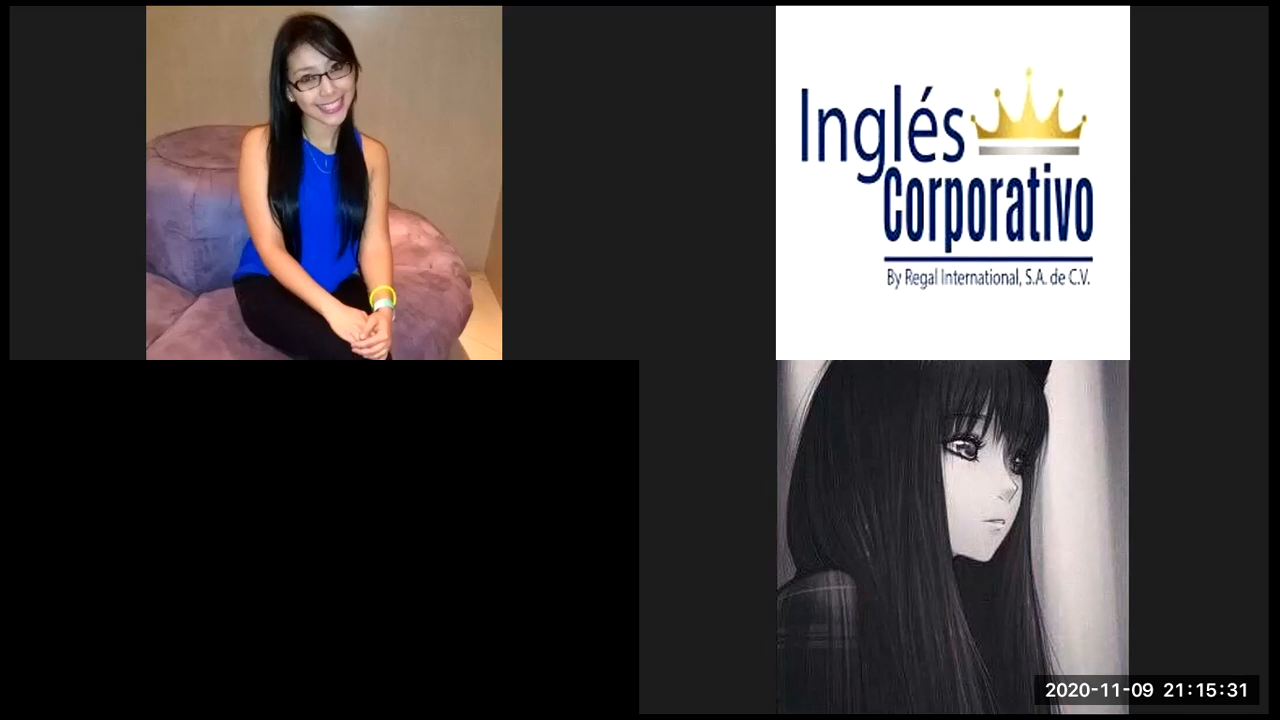 Inglés
Corporativo
By Regal International, S.A. de C.V.
2020-11-09 21:15:31